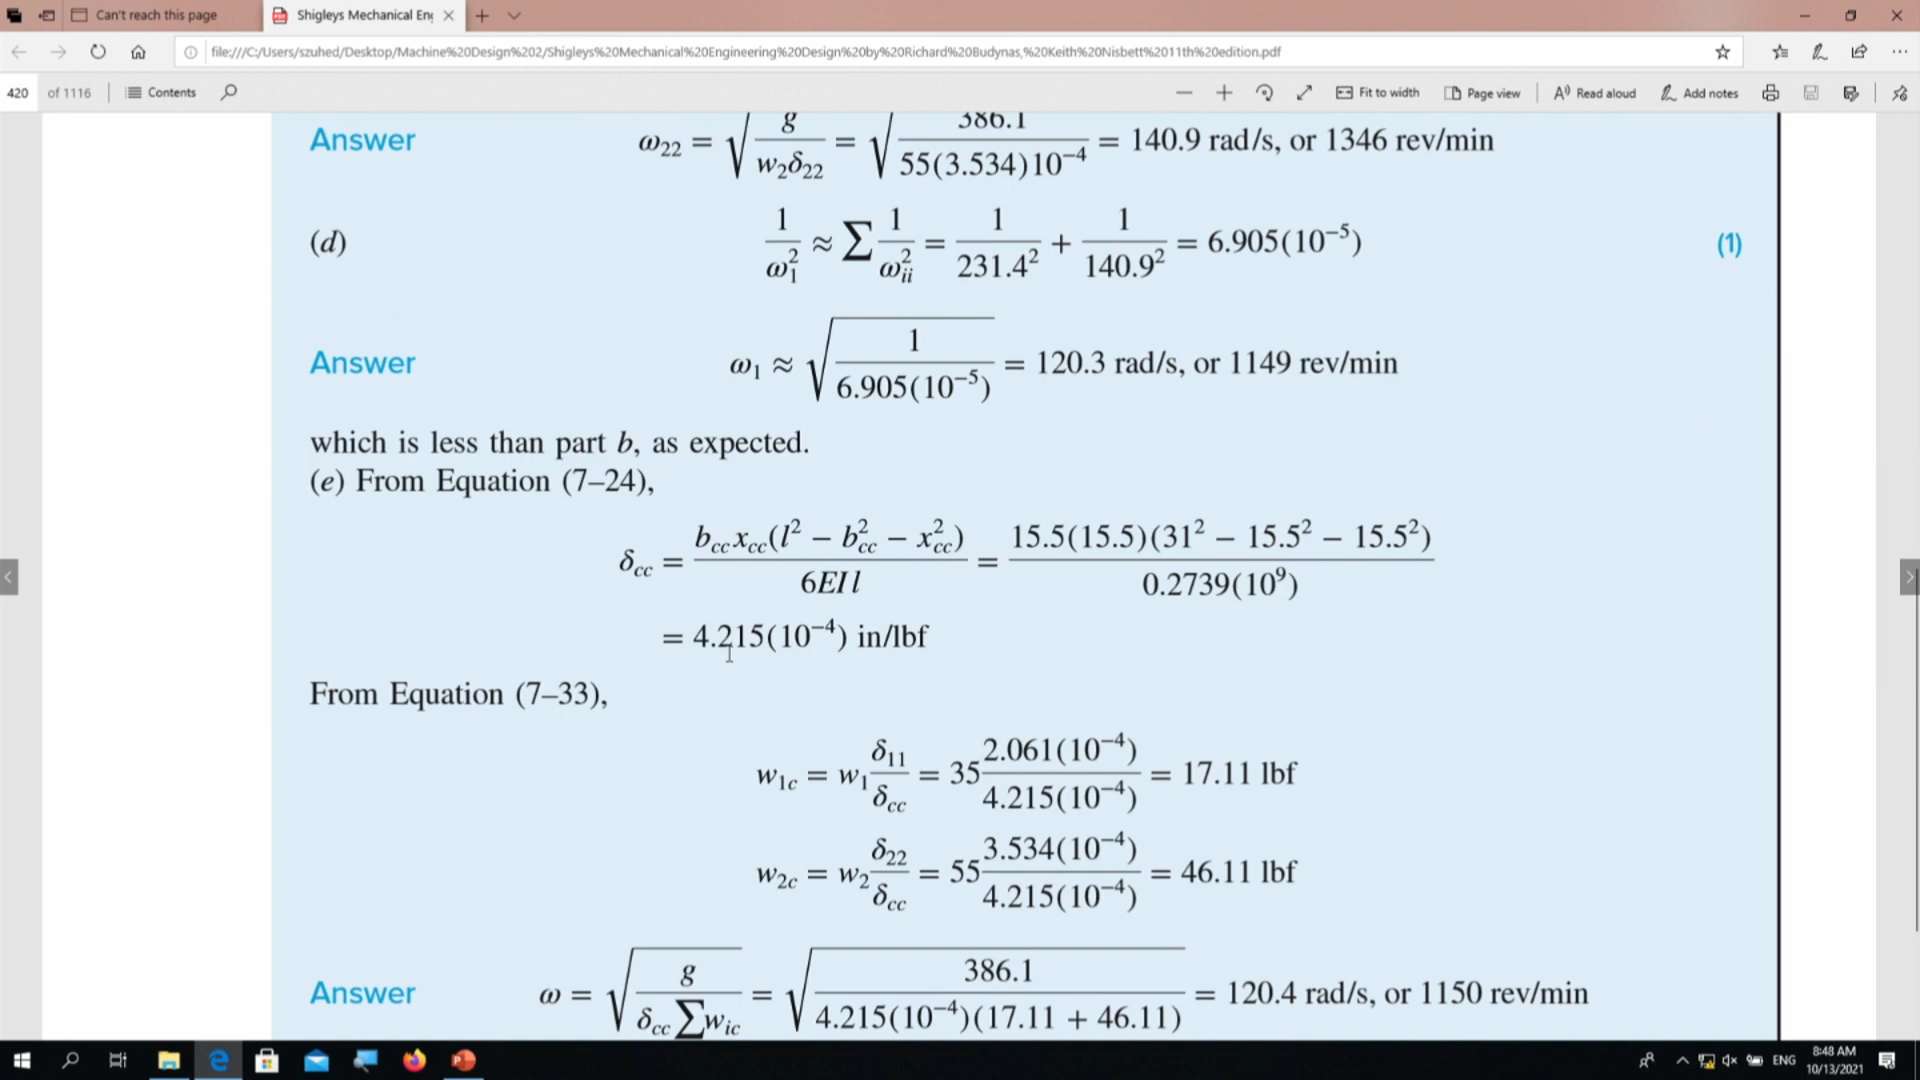 Can't reach this page
Shigleys Mechanical Eng
file:///C:/Users/szuhed/Desktop/Machine%20Design%202/Shigleys%20Mechanical%20Engineering%20Design%20by%20Richard%20Budynas,%20Keith%20Nisbett%2011th%20edition.pdf
420 of 1116 Contents Fit to width Page view Read aloud Add notes
Answer ω₂₂ = √(g / w₂δ₂₂) = √(386.1 / 55(3.534)10⁻⁴) = 140.9 rad/s, or 1346 rev/min
(d) 1/ω₁² ≈ ∑ 1/ωᵢᵢ² = 1/231.4² + 1/140.9² = 6.905(10⁻⁵) (1)
Answer ω₁ ≈ √(1 / 6.905(10⁻⁵)) = 120.3 rad/s, or 1149 rev/min
which is less than part b, as expected.
(e) From Equation (7–24),
δcc = bccxcc(l² − bcc² − xcc²) / 6EIl = 15.5(15.5)(31² − 15.5² − 15.5²) / 0.2739(10⁹)
= 4.215(10⁻⁴) in/lbf
From Equation (7–33),
w₁c = w₁ δ₁₁/δcc = 35 2.061(10⁻⁴)/4.215(10⁻⁴) = 17.11 lbf
w₂c = w₂ δ₂₂/δcc = 55 3.534(10⁻⁴)/4.215(10⁻⁴) = 46.11 lbf
Answer ω = √(g / δcc ∑wic) = √(386.1 / 4.215(10⁻⁴)(17.11 + 46.11)) = 120.4 rad/s, or 1150 rev/min
ENG
8:48 AM
10/13/2021